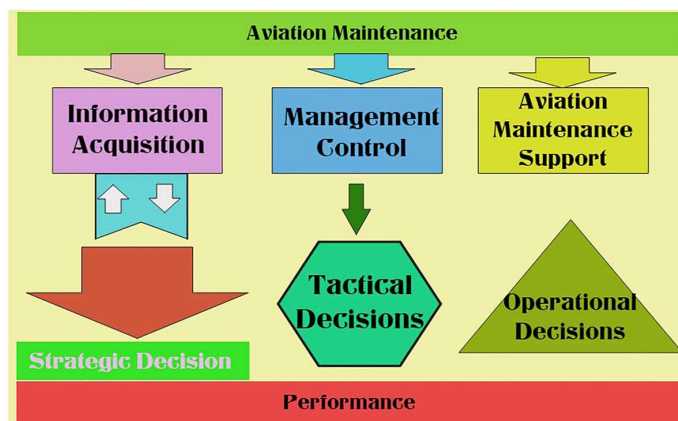 Aviation Maintenance
Information
Acquisition
Management
Control
Aviation
Maintenance
Support
Tactical
Decisions
Operational
Decisions
Strategic Decision
Performance